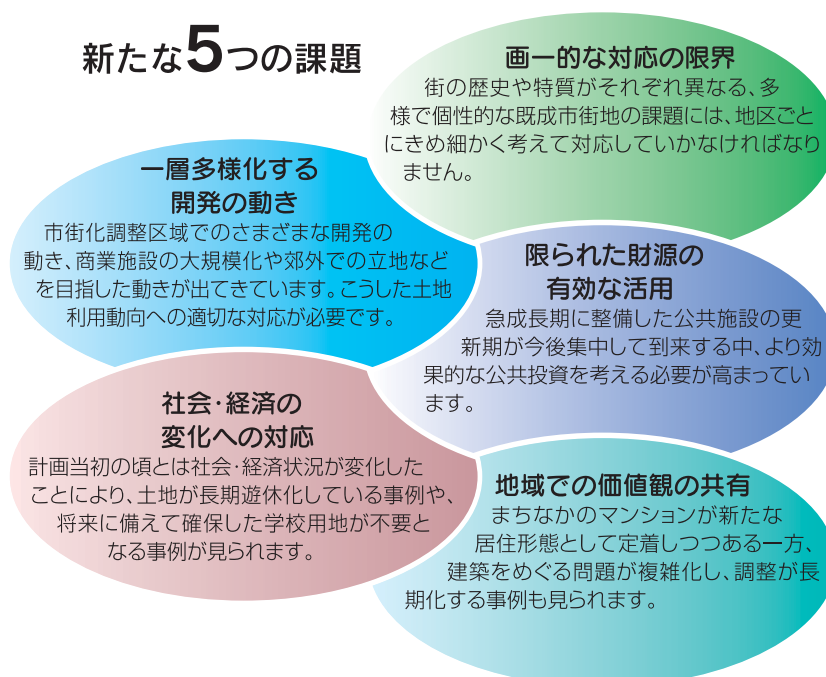 新たな5つの課題
画一的な対応の限界
街の歴史や特質がそれぞれ異なる、多
様で個性的な既成市街地の課題には、地区ごと
にきめ細かく考えて対応していかなければなり
ません。
一層多様化する
開発の動き
市街化調整区域でのさまざまな開発の
動き、商業施設の大規模化や郊外での立地など
を目指した動きが出てきています。こうした土地
利用動向への適切な対応が必要です。
限られた財源の
有効な活用
急成長期に整備した公共施設の更
新期が今後集中して到来する中、より効
果的な公共投資を考える必要が高まってい
ます。
社会・経済の
変化への対応
計画当初の頃とは社会・経済状況が変化した
ことにより、土地が長期遊休化している事例や、
将来に備えて確保した学校用地が不要と
なる事例が見られます。
地域での価値観の共有
まちなかのマンションが新たな
居住形態として定着しつつある一方、
建築をめぐる問題が複雑化し、調整が長
期化する事例も見られます。